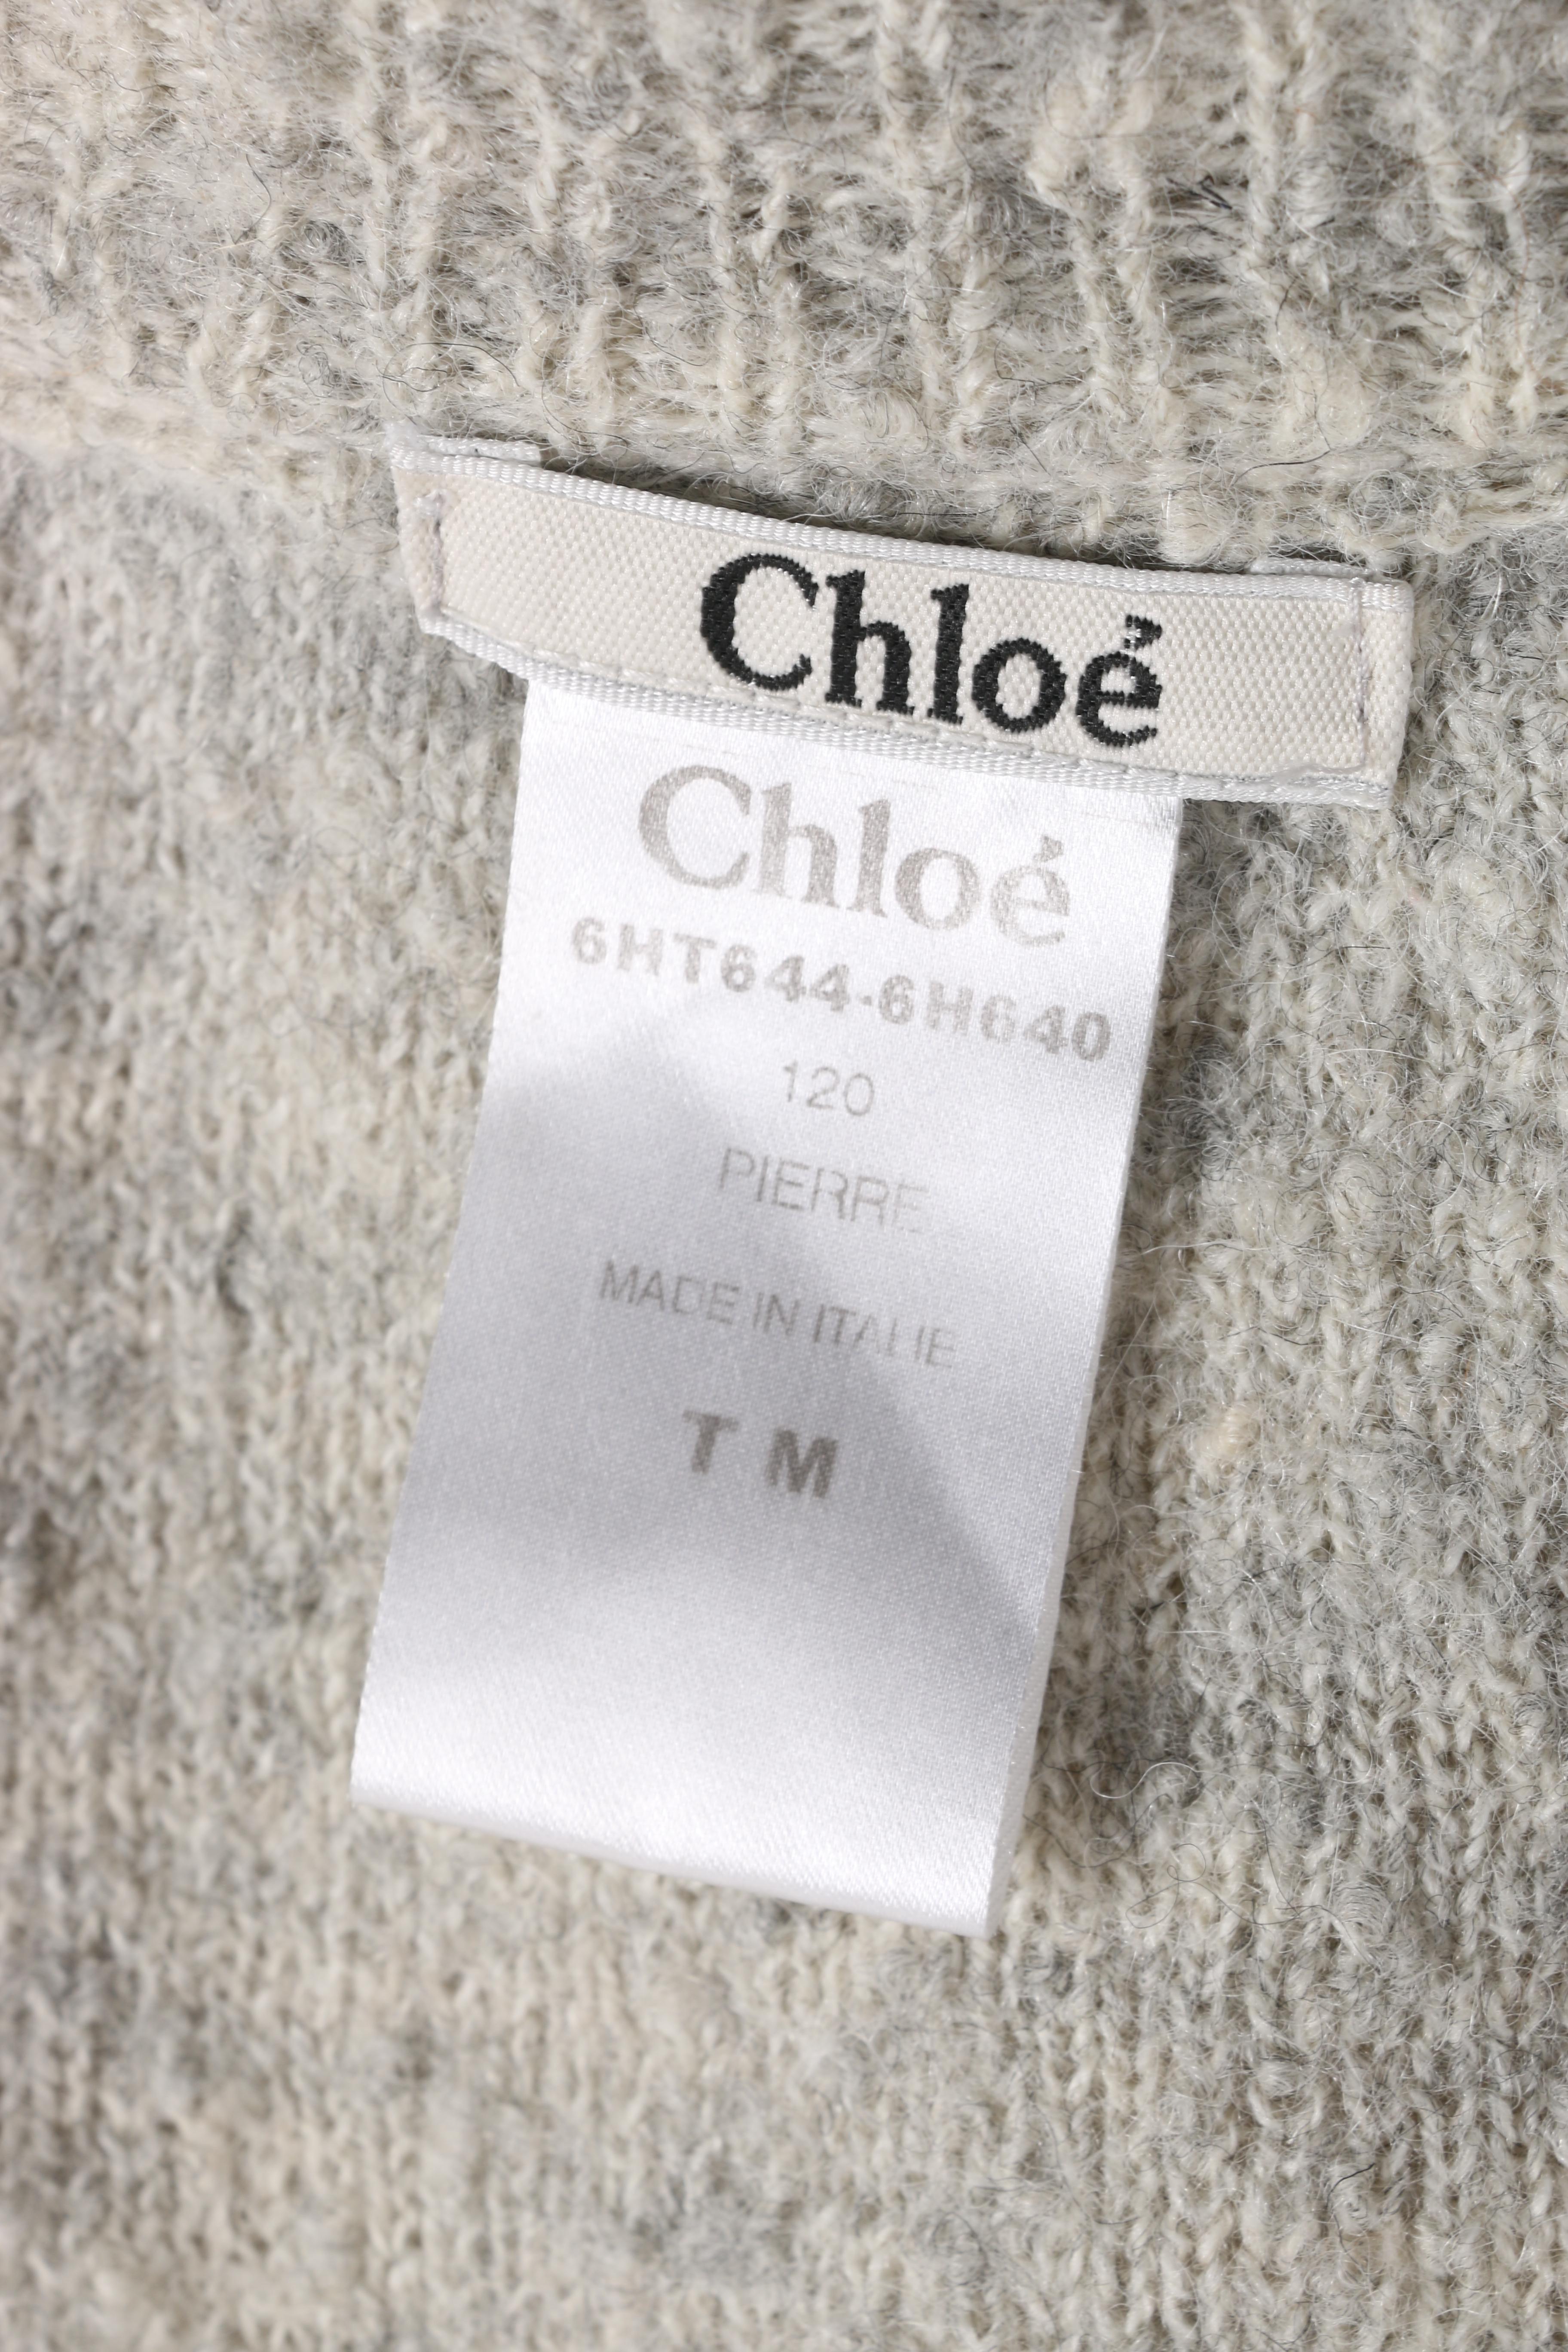 Chloé
Chloé
6HT644-6H640
120
PIERRE
MADE IN ITALIE
T M